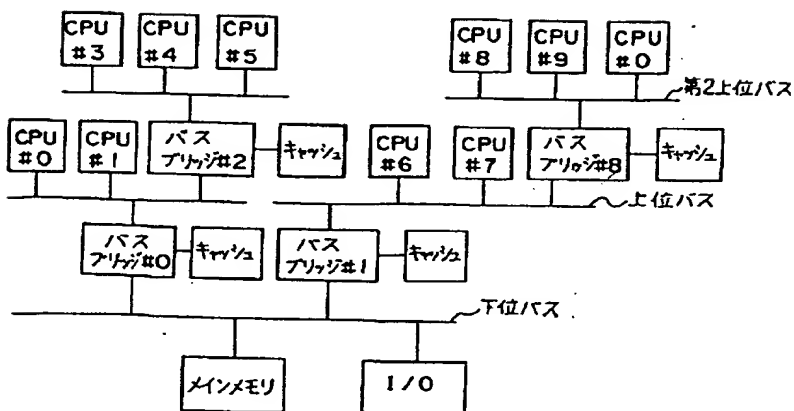 CPU
#3
CPU
#4
CPU
#5
CPU
#8
CPU
#9
CPU
#0
第2上位バス
CPU
#0
CPU
#1
バス
ブリッジ#2
キャッシュ
CPU
#6
CPU
#7
バス
ブリッジ#8
キャッシュ
上位バス
バス
ブリッジ#0
キャッシュ
バス
ブリッジ#1
キャッシュ
下位バス
メインメモリ
I/O